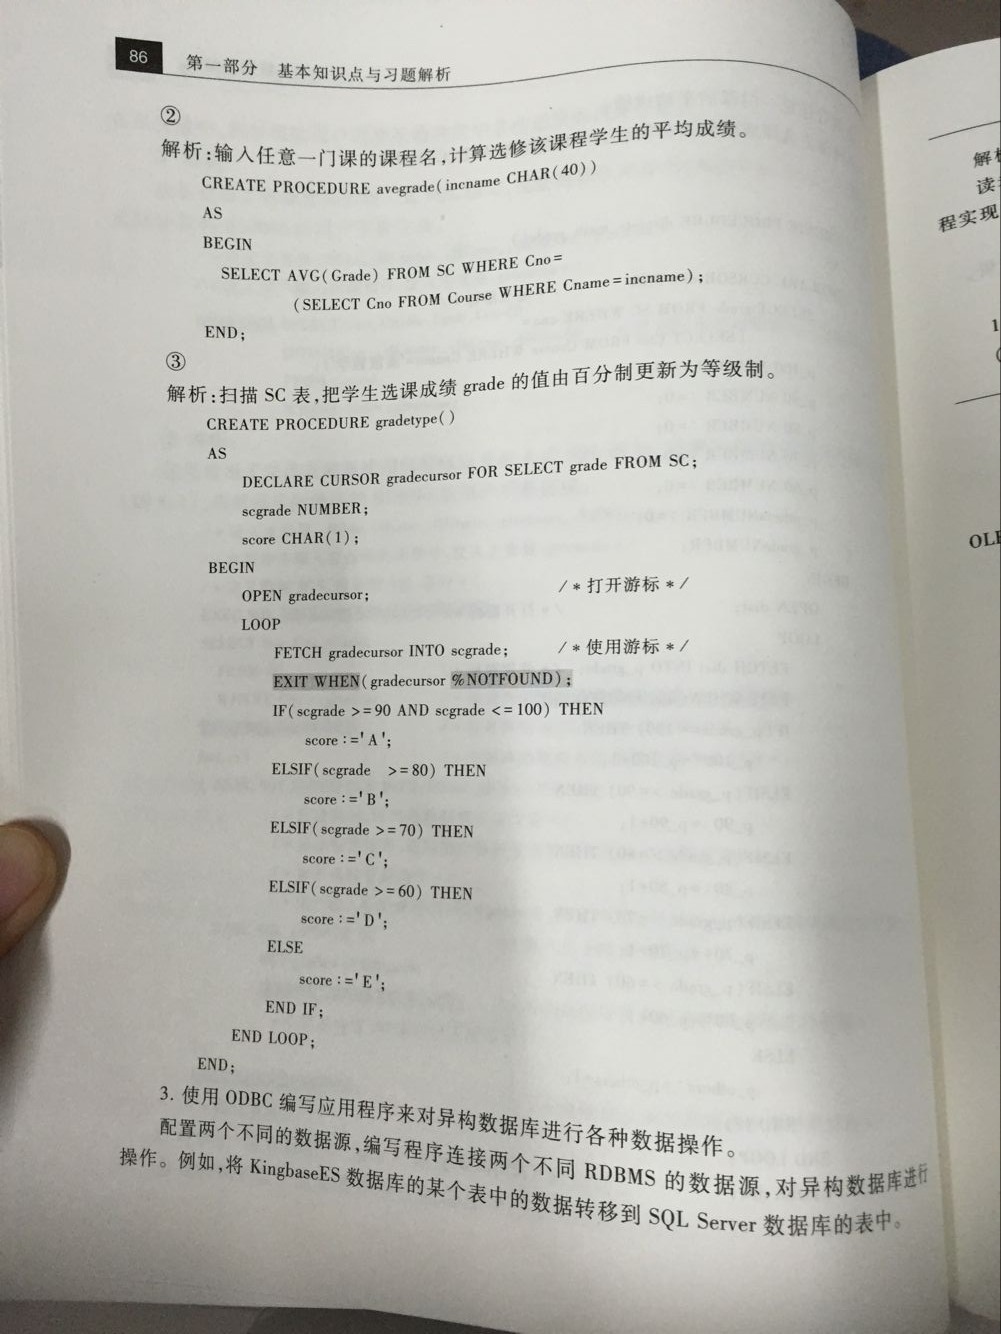 86
第一部分 基本知识点与习题解析
②
解析:输入任意一门课的课程名,计算选修该课程学生的平均成绩。
CREATE PROCEDURE avegrade(incname CHAR(40))
AS
BEGIN
SELECT AVG(Grade) FROM SC WHERE Cno=
(SELECT Cno FROM Course WHERE Cname=incname);
END;
③
解析:扫描 SC 表,把学生选课成绩 grade 的值由百分制更新为等级制。
CREATE PROCEDURE gradetype()
AS
DECLARE CURSOR gradecursor FOR SELECT grade FROM SC;
scgrade NUMBER;
score CHAR(1);
BEGIN
OPEN gradecursor; /*打开游标*/
LOOP
FETCH gradecursor INTO scgrade; /*使用游标*/
EXIT WHEN(gradecursor %NOTFOUND);
IF(scgrade >=90 AND scgrade <=100) THEN
score:='A';
ELSIF(scgrade >=80) THEN
score:='B';
ELSIF(scgrade >=70) THEN
score:='C';
ELSIF(scgrade >=60) THEN
score:='D';
ELSE
score:='E';
END IF;
END LOOP;
END;
3. 使用 ODBC 编写应用程序来对异构数据库进行各种数据操作。
配置两个不同的数据源,编写程序连接两个不同 RDBMS 的数据源,对异构数据库进行
操作。例如,将 KingbaseES 数据库的某个表中的数据转移到 SQL Server 数据库的表中。
解
读
程实现
1
OLE